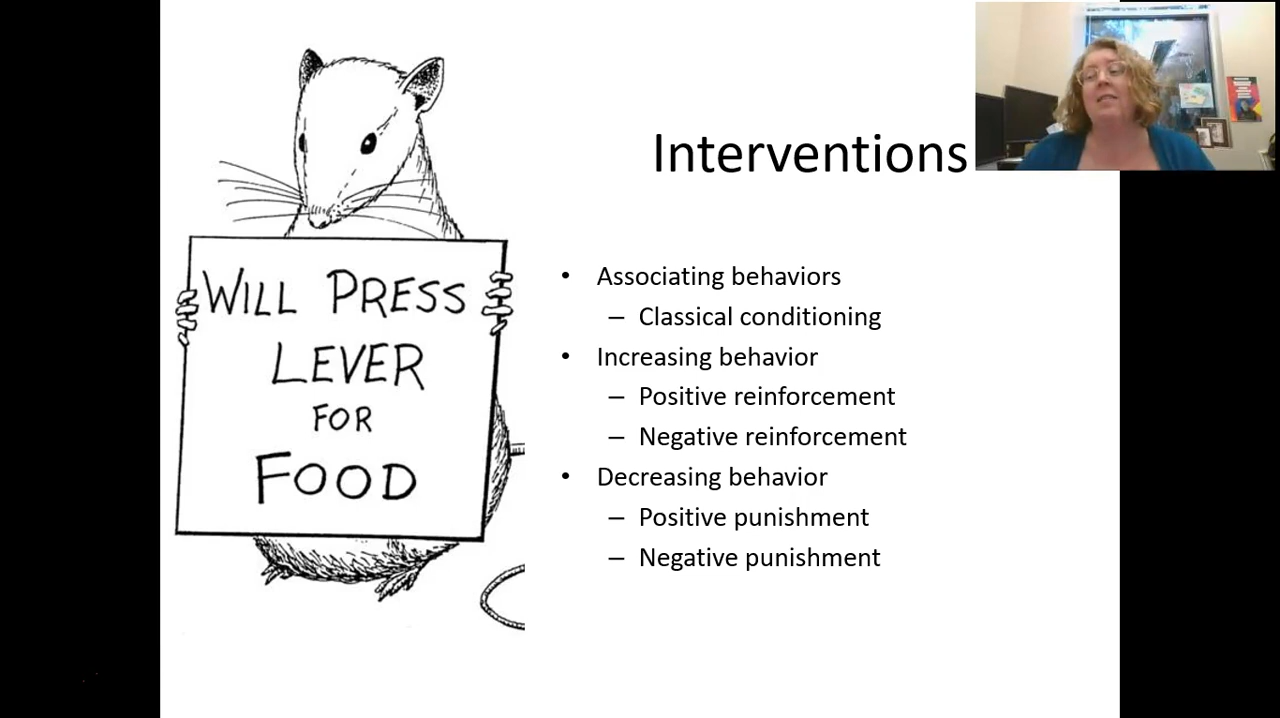 Interventions
WILL PRESS
LEVER
FOR
FOOD
• Associating behaviors
– Classical conditioning
• Increasing behavior
– Positive reinforcement
– Negative reinforcement
• Decreasing behavior
– Positive punishment
– Negative punishment